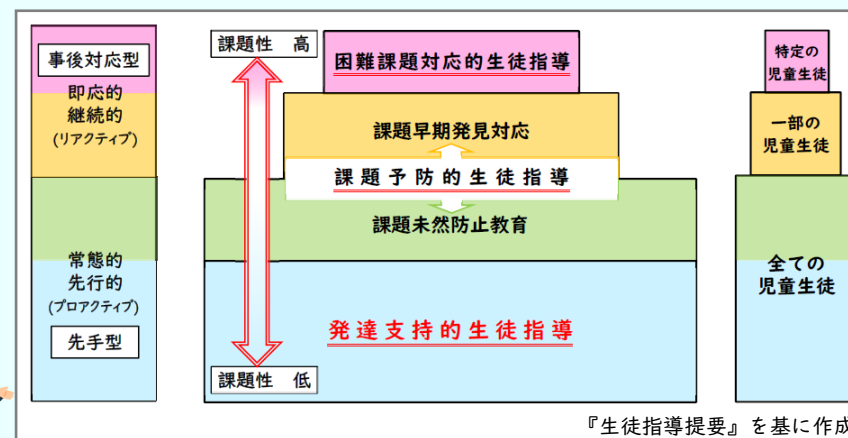 事後対応型
即応的
継続的
(リアクティブ)
常態的
先行的
(プロアクティブ)
先手型
課題性 高
課題性 低
困難課題対応的生徒指導
課題早期発見対応
課題予防的生徒指導
課題未然防止教育
発達支持的生徒指導
特定の
児童生徒
一部の
児童生徒
全ての
児童生徒
『生徒指導提要』を基に作成